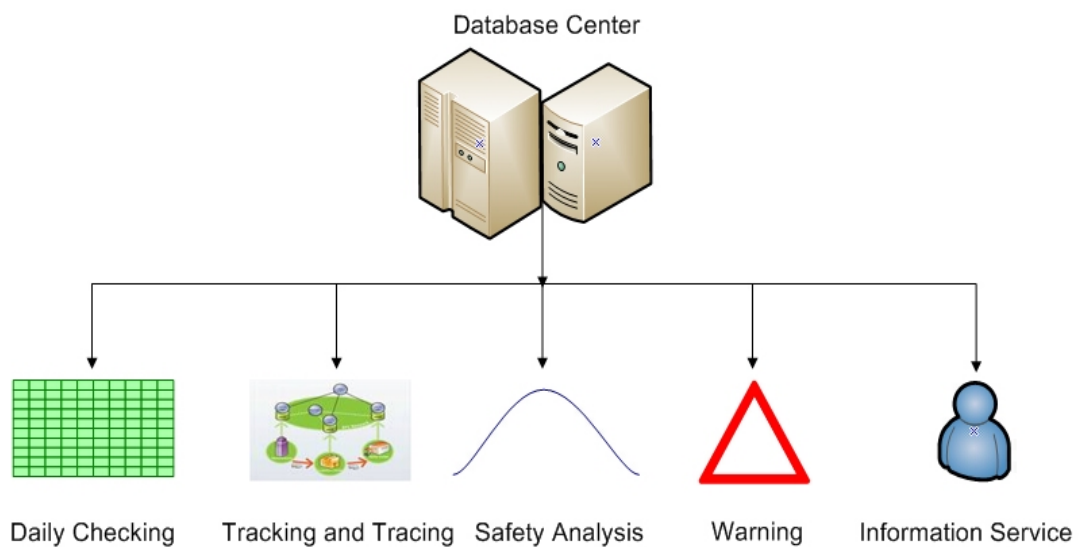 Database Center
Daily Checking
Tracking and Tracing
Safety Analysis
Warning
Information Service